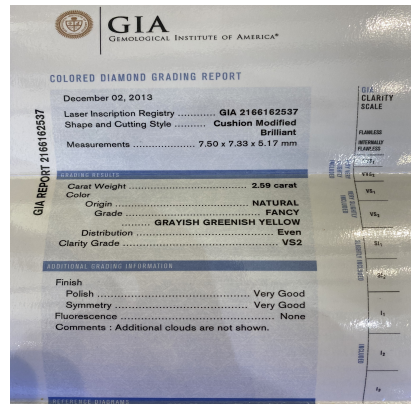 GIA
GEMOLOGICAL INSTITUTE OF AMERICA®
COLORED DIAMOND GRADING REPORT
GIA REPORT 2166162537
December 02, 2013
Laser Inscription Registry ........... GIA 2166162537
Shape and Cutting Style .......... Cushion Modified
Brilliant
Measurements .................... 7.50 x 7.33 x 5.17 mm
GRADING RESULTS
Carat Weight .................................. 2.59 carat
Color
Origin .................................... NATURAL
Grade .................................... FANCY
................ GRAYISH GREENISH YELLOW
Distribution .................................... Even
Clarity Grade .................................... VS2
ADDITIONAL GRADING INFORMATION
Finish
Polish .................................... Very Good
Symmetry .................................... Very Good
Fluorescence .................................... None
Comments : Additional clouds are not shown.
REFERENCE DIAGRAMS
GIA
CLARITY
SCALE
FLAWLESS
INTERNALLY
FLAWLESS
VVS2
VS1
VS2
SI1
SI2
I1
I2